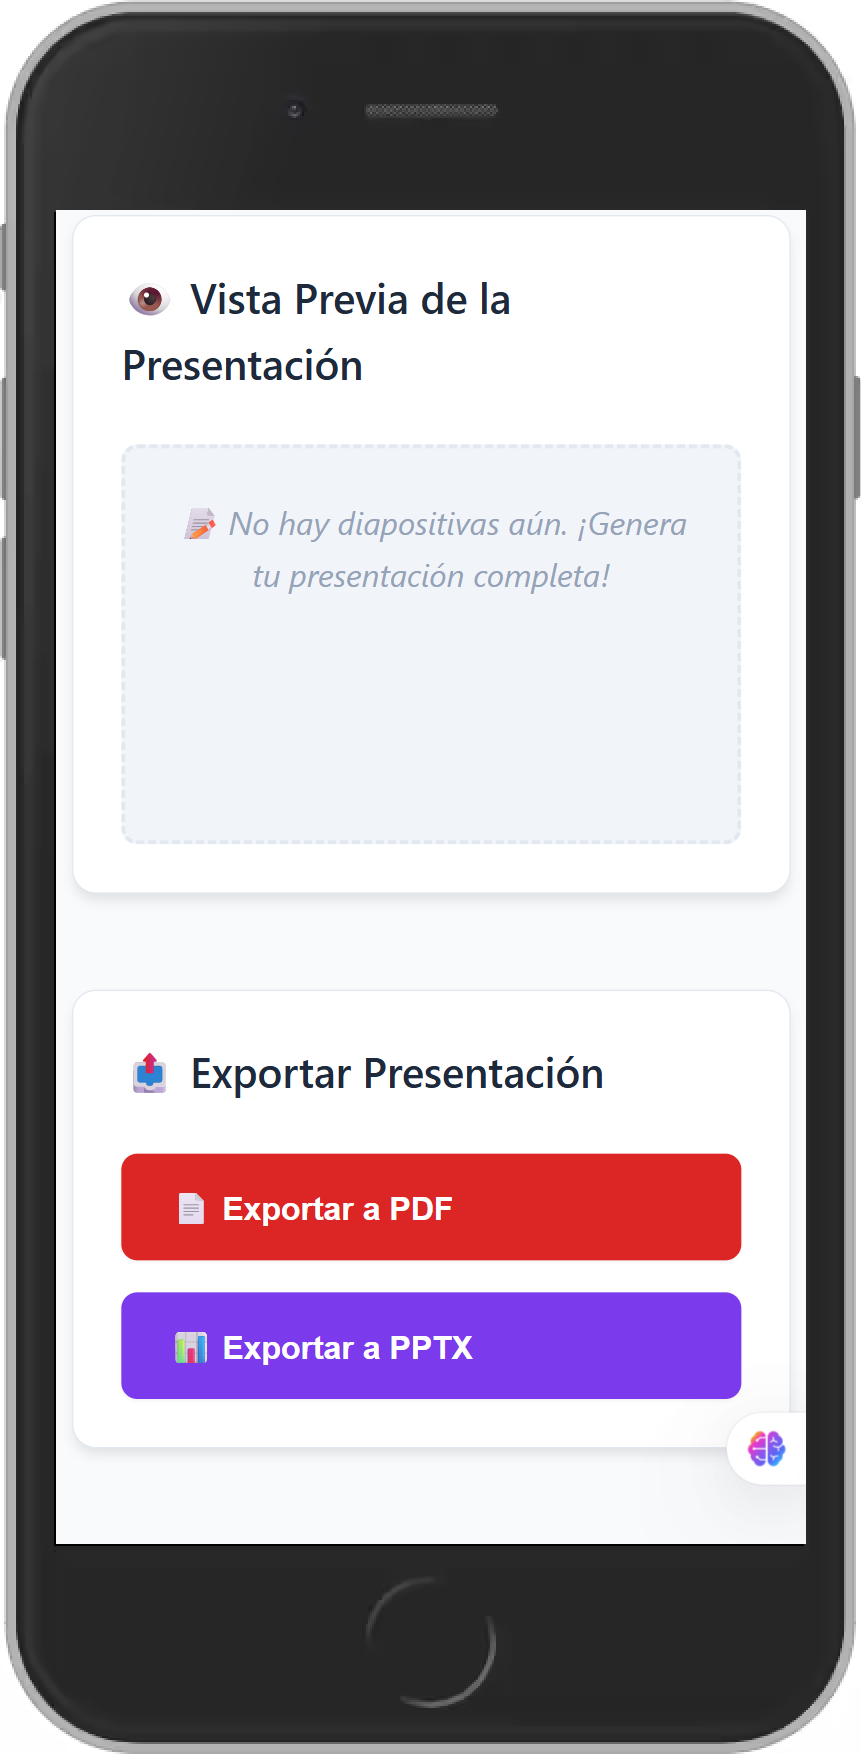 Vista Previa de la
Presentación
No hay diapositivas aún. ¡Genera
tu presentación completa!
Exportar Presentación
Exportar a PDF
Exportar a PPTX